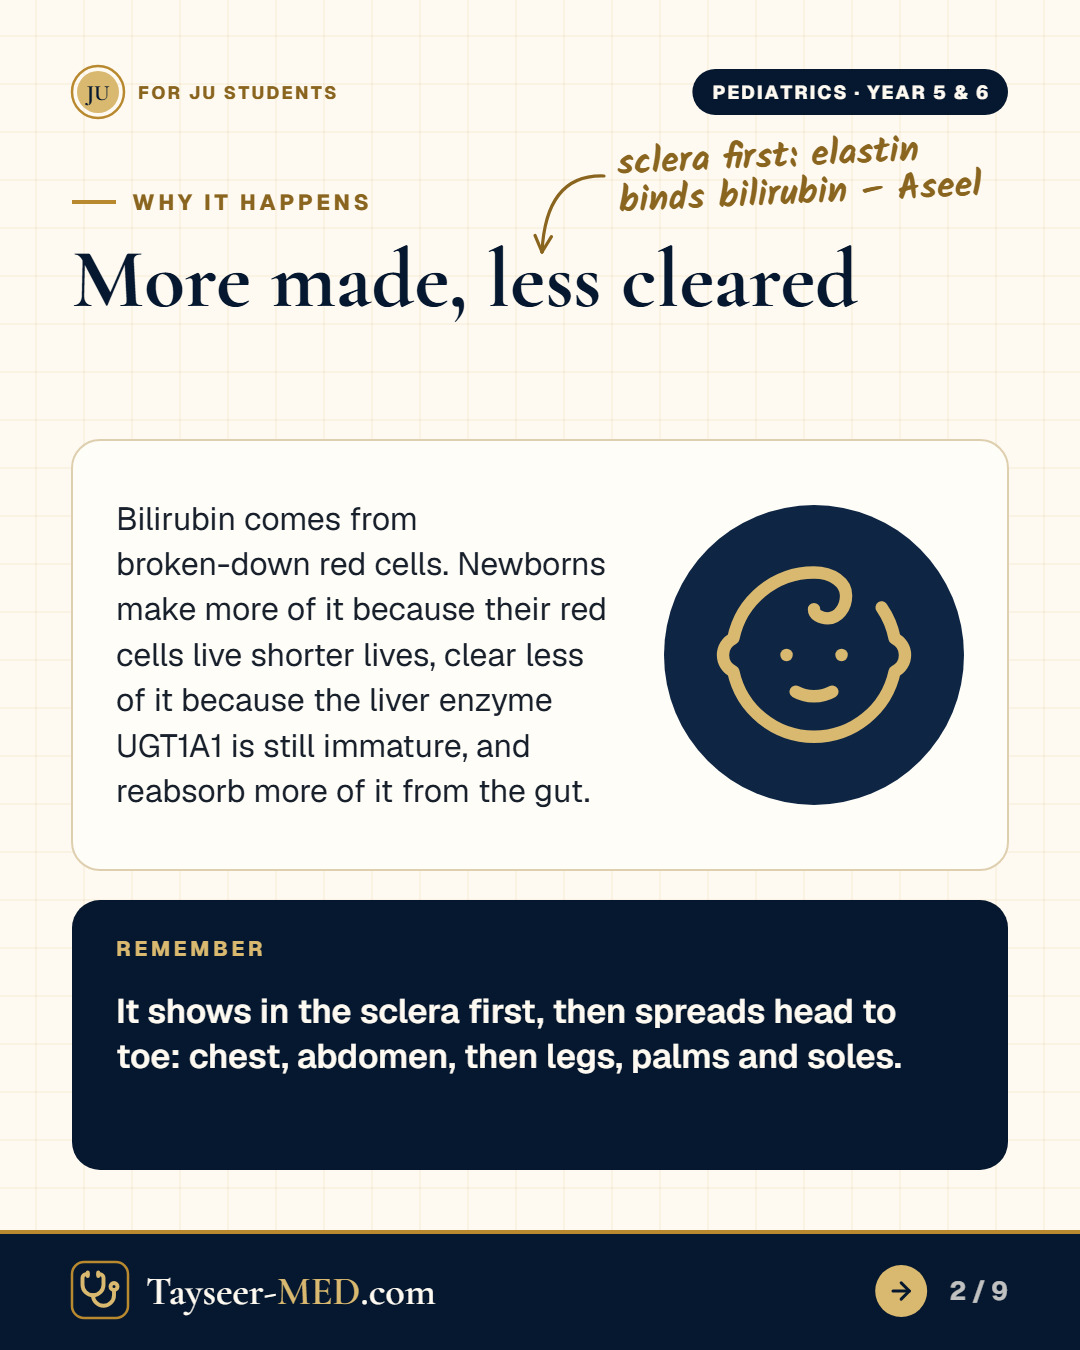 JU FOR JU STUDENTS
PEDIATRICS · YEAR 5 & 6
sclera first: elastin
binds bilirubin – Aseel
WHY IT HAPPENS
More made, less cleared
Bilirubin comes from
broken-down red cells. Newborns
make more of it because their red
cells live shorter lives, clear less
of it because the liver enzyme
UGT1A1 is still immature, and
reabsorb more of it from the gut.
REMEMBER
It shows in the sclera first, then spreads head to
toe: chest, abdomen, then legs, palms and soles.
Tayseer-MED.com
2 / 9